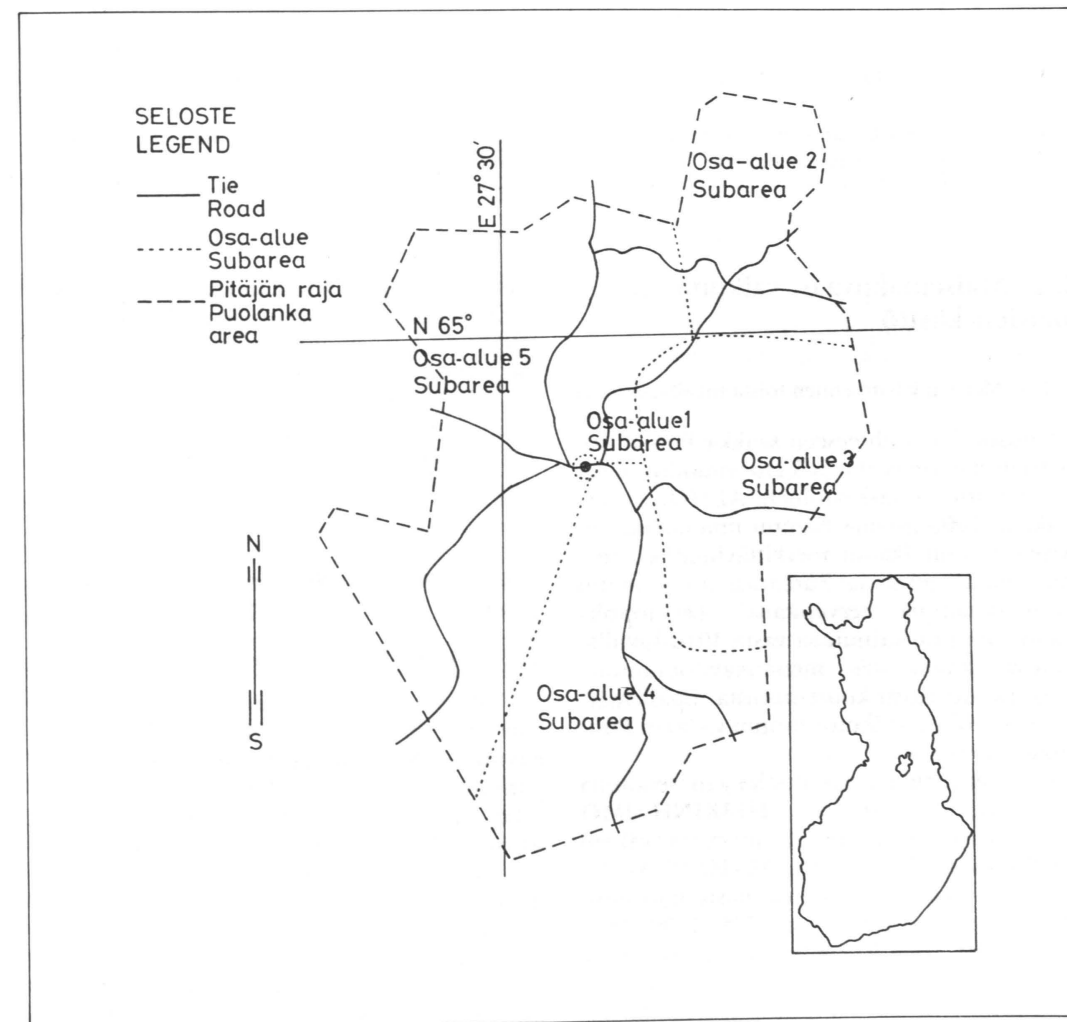 SELOSTE
LEGEND
Tie
Road
Osa-alue
Subarea
Pitäjän raja
Puolanka
area
E 27° 30'
N 65°
Osa-alue 2
Subarea
Osa-alue 5
Subarea
Osa-alue 1
Subarea
Osa-alue 3
Subarea
Osa-alue 4
Subarea
N
S